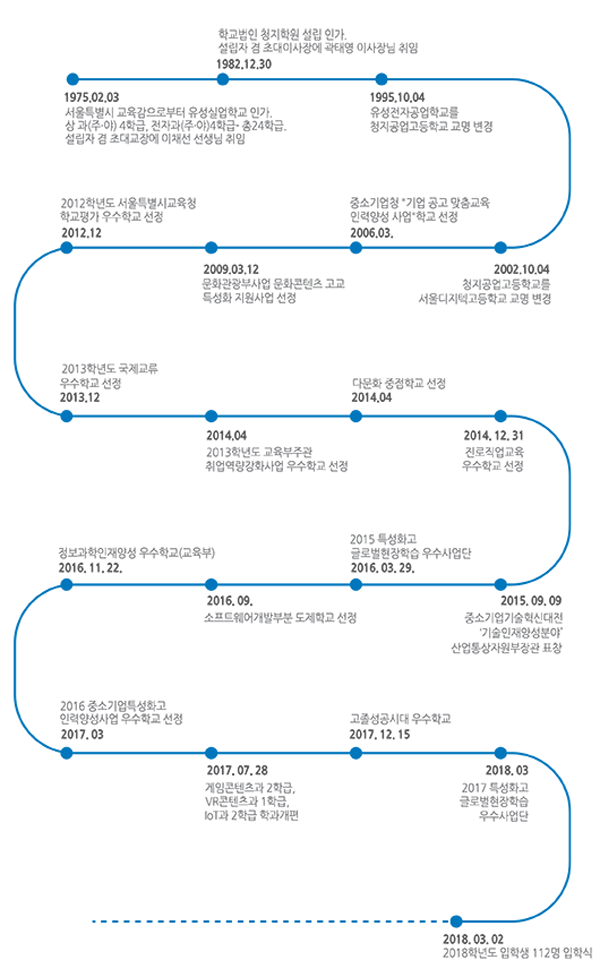 학교법인 청지학원 설립 인가.
설립자 겸 초대이사장에 곽태영 이사장님 취임
1982.12.30
1975.02.03
서울특별시 교육감으로부터 유성실업학교 인가.
상 과(주·야) 4학급, 전자과(주·야)4학급- 총24학급.
설립자 겸 초대교장에 이채선 선생님 취임
1995.10.04
유성전자공업학교를
청지공업고등학교 교명 변경
2012학년도 서울특별시교육청
학교평가 우수학교 선정
2012.12
중소기업청 "기업 공고 맞춤교육
인력양성 사업"학교 선정
2006.03.
2009.03.12
문화관광부사업 문화콘텐츠 고교
특성화 지원사업 선정
2002.10.04
청지공업고등학교를
서울디지텍고등학교 교명 변경
2013학년도 국제교류
우수학교 선정
2013.12
다문화 중점학교 선정
2014.04
2014.04
2013학년도 교육부주관
취업역량강화사업 우수학교 선정
2014. 12. 31
진로직업교육
우수학교 선정
정보과학인재양성 우수학교(교육부)
2016. 11. 22.
2015 특성화고
글로벌현장학습 우수사업단
2016. 03. 29.
2016. 09.
소프트웨어개발부분 도제학교 선정
2015. 09. 09
중소기업기술혁신대전
'기술인재양성분야"
산업통상자원부장관 표창
2016 중소기업특성화고
인력양성사업 우수학교 선정
2017. 03
고졸성공시대 우수학교
2017. 12. 15
2017. 07. 28
게임콘텐츠과 2학급,
VR콘텐츠과 1학급,
IoT과 2학급 학과개편
2018. 03
2017 특성화고
글로벌현장학습
우수사업단
2018. 03. 02
2018학년도 입학생 112명 입학식